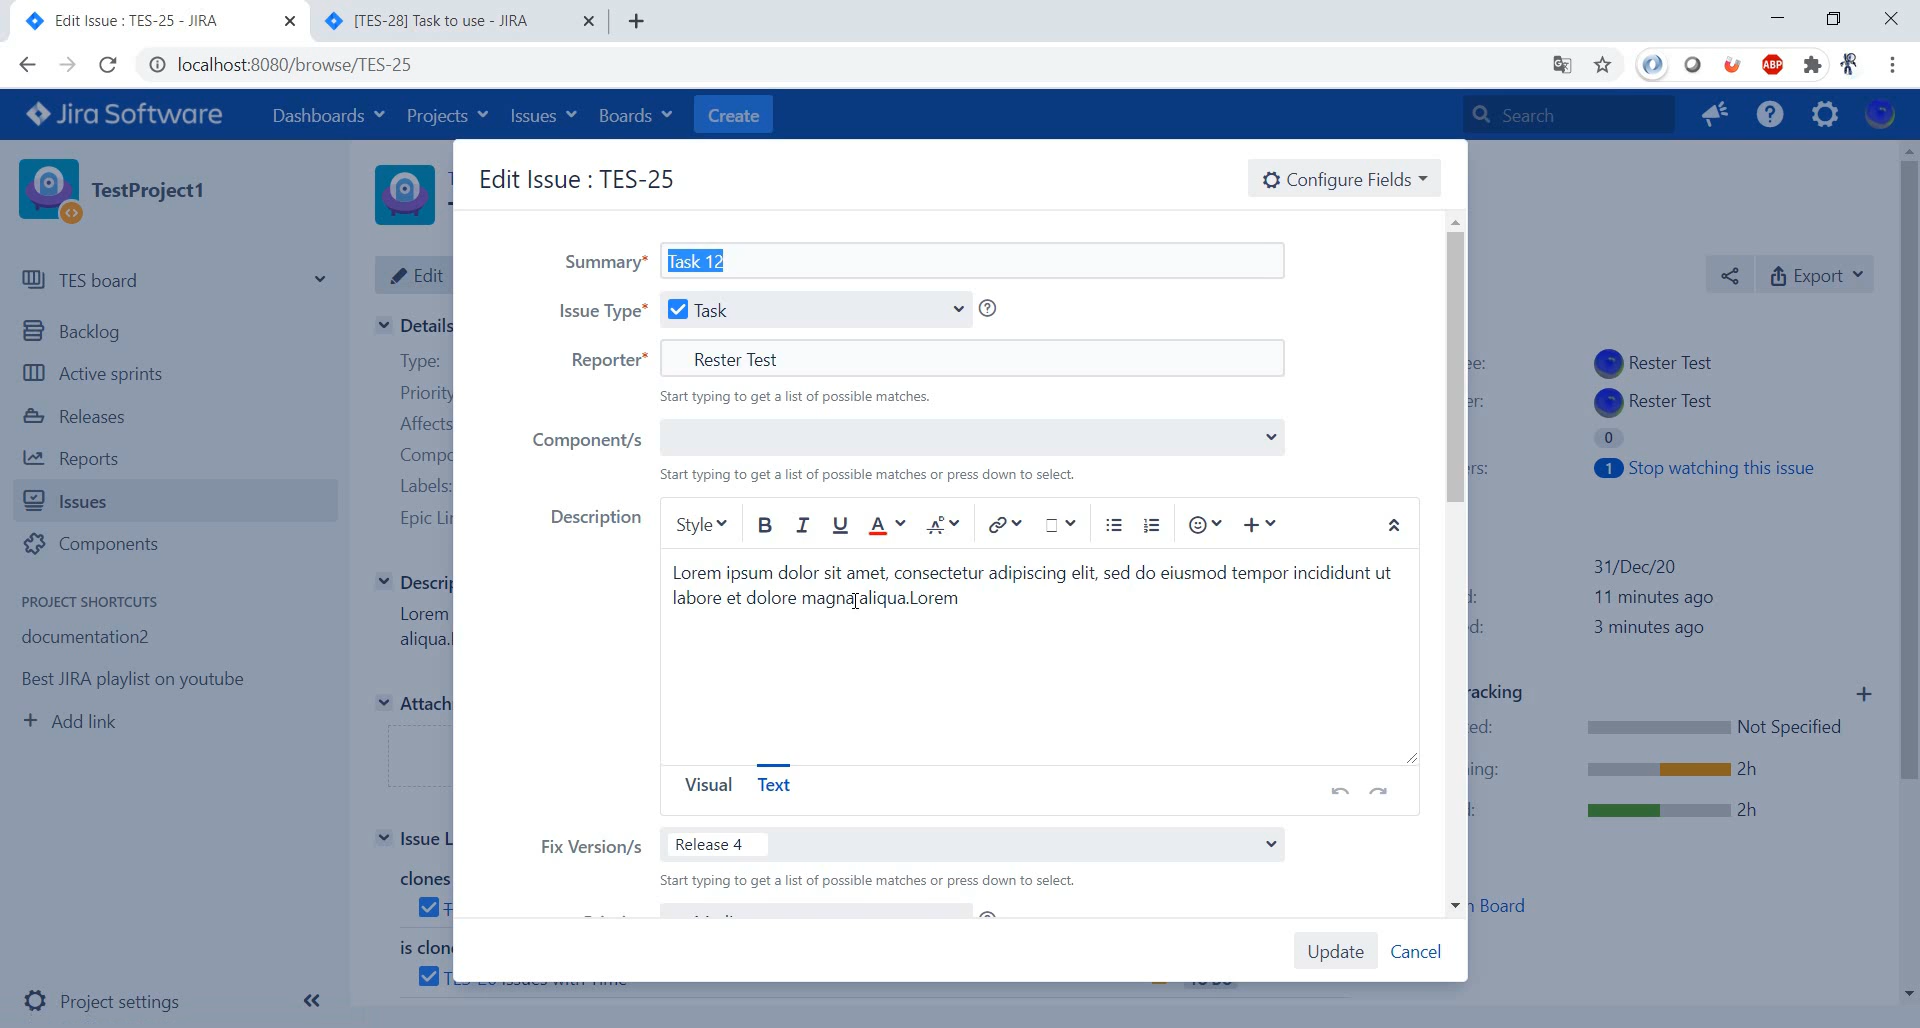 Edit Issue : TES-25 - JIRA
[TES-28] Task to use - JIRA
localhost:8080/browse/TES-25
ABP
Jira Software
Dashboards
Projects
Issues
Boards
Create
Search
TestProject1
TES board
Backlog
Active sprints
Releases
Reports
Issues
Components
PROJECT SHORTCUTS
documentation2
Best JIRA playlist on youtube
+ Add link
Project settings
Edit
Details
Type:
Priority
Affects
Compo
Labels:
Epic Li
Descrip
Lorem
aliqua.
Attach
Issue L
clones
is clon
Edit Issue : TES-25
Configure Fields
Summary*
Task 12
Issue Type*
Task
Reporter*
Rester Test
Start typing to get a list of possible matches.
Component/s
Start typing to get a list of possible matches or press down to select.
Description
Style
B I U A
Lorem ipsum dolor sit amet, consectetur adipiscing elit, sed do eiusmod tempor incididunt ut
labore et dolore magna aliqua.Lorem
Visual
Text
Fix Version/s
Release 4
Start typing to get a list of possible matches or press down to select.
Update
Cancel
Export
ee:
Rester Test
er:
Rester Test
0
rs:
1 Stop watching this issue
31/Dec/20
d:
11 minutes ago
d:
3 minutes ago
racking
ed:
Not Specified
ing:
2h
d:
2h
n Board